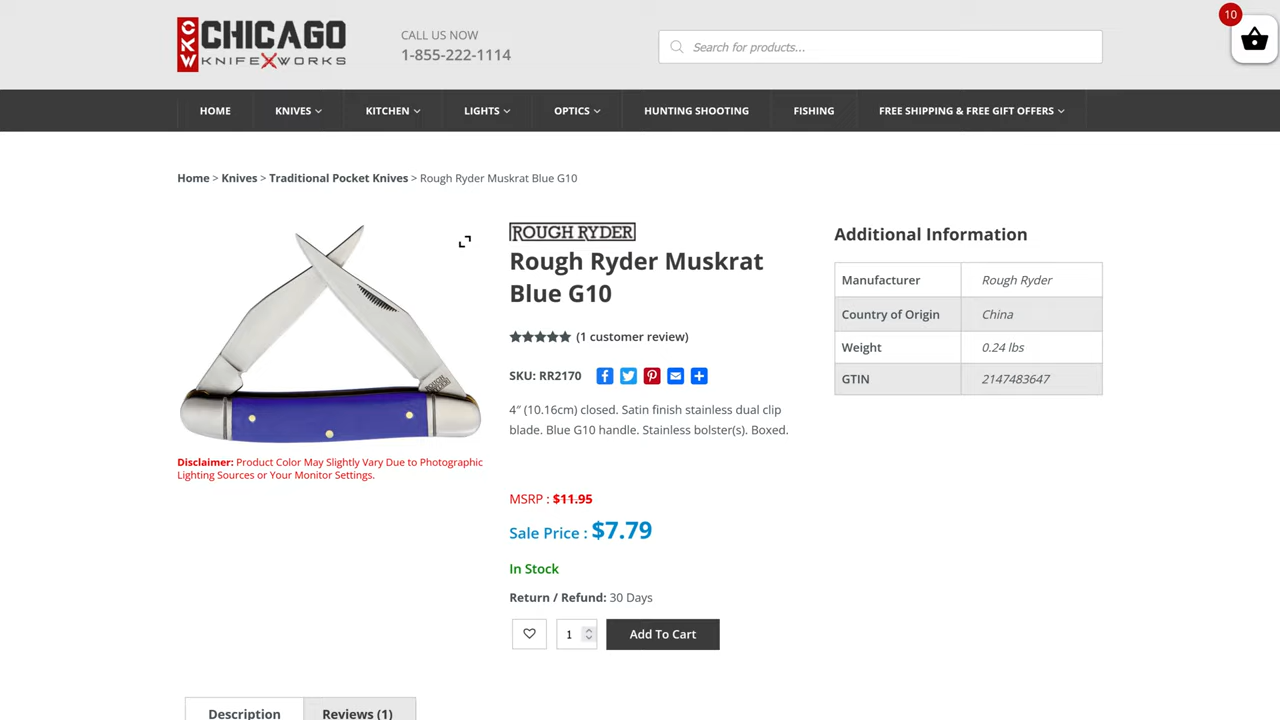 CKW CHICAGO
KNIFE WORKS
CALL US NOW
1-855-222-1114
Search for products...
10
HOME
KNIVES
KITCHEN
LIGHTS
OPTICS
HUNTING SHOOTING
FISHING
FREE SHIPPING & FREE GIFT OFFERS
Home > Knives > Traditional Pocket Knives > Rough Ryder Muskrat Blue G10
Disclaimer: Product Color May Slightly Vary Due to Photographic
Lighting Sources or Your Monitor Settings.
ROUGH RYDER
Rough Ryder Muskrat
Blue G10
(1 customer review)
SKU: RR2170
4″ (10.16cm) closed. Satin finish stainless dual clip
blade. Blue G10 handle. Stainless bolster(s). Boxed.
MSRP : $11.95
Sale Price : $7.79
In Stock
Return / Refund: 30 Days
1
Add To Cart
Additional Information
Manufacturer Rough Ryder
Country of Origin China
Weight 0.24 lbs
GTIN 2147483647
Description
Reviews (1)